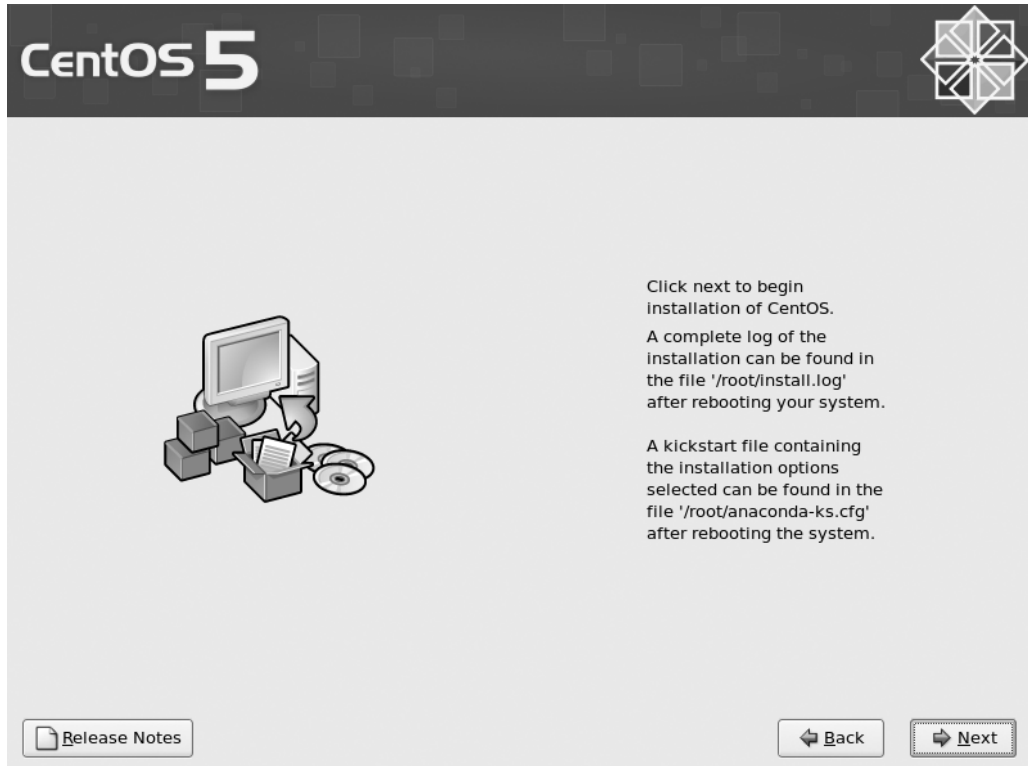 CentOS 5
Click next to begin
installation of CentOS.
A complete log of the
installation can be found in
the file '/root/install.log'
after rebooting your system.
A kickstart file containing
the installation options
selected can be found in the
file '/root/anaconda-ks.cfg'
after rebooting the system.
Release Notes
Back
Next